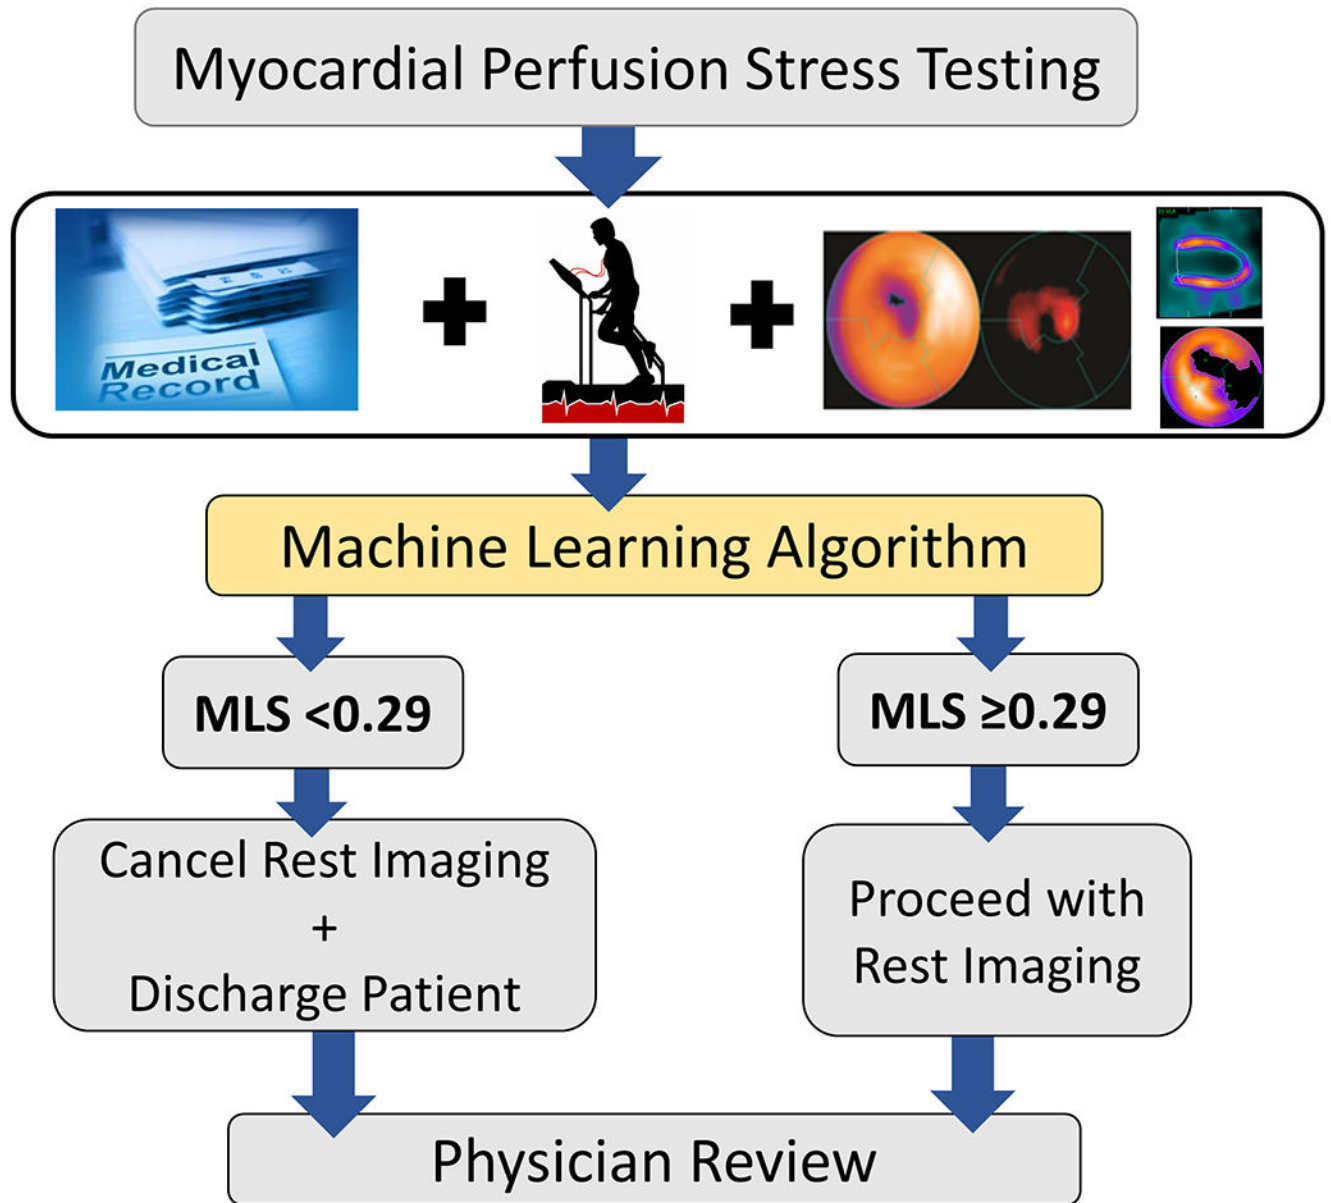 Myocardial Perfusion Stress Testing
Medical
Record
Machine Learning Algorithm
MLS <0.29
MLS ≥0.29
Cancel Rest Imaging
+
Discharge Patient
Proceed with
Rest Imaging
Physician Review